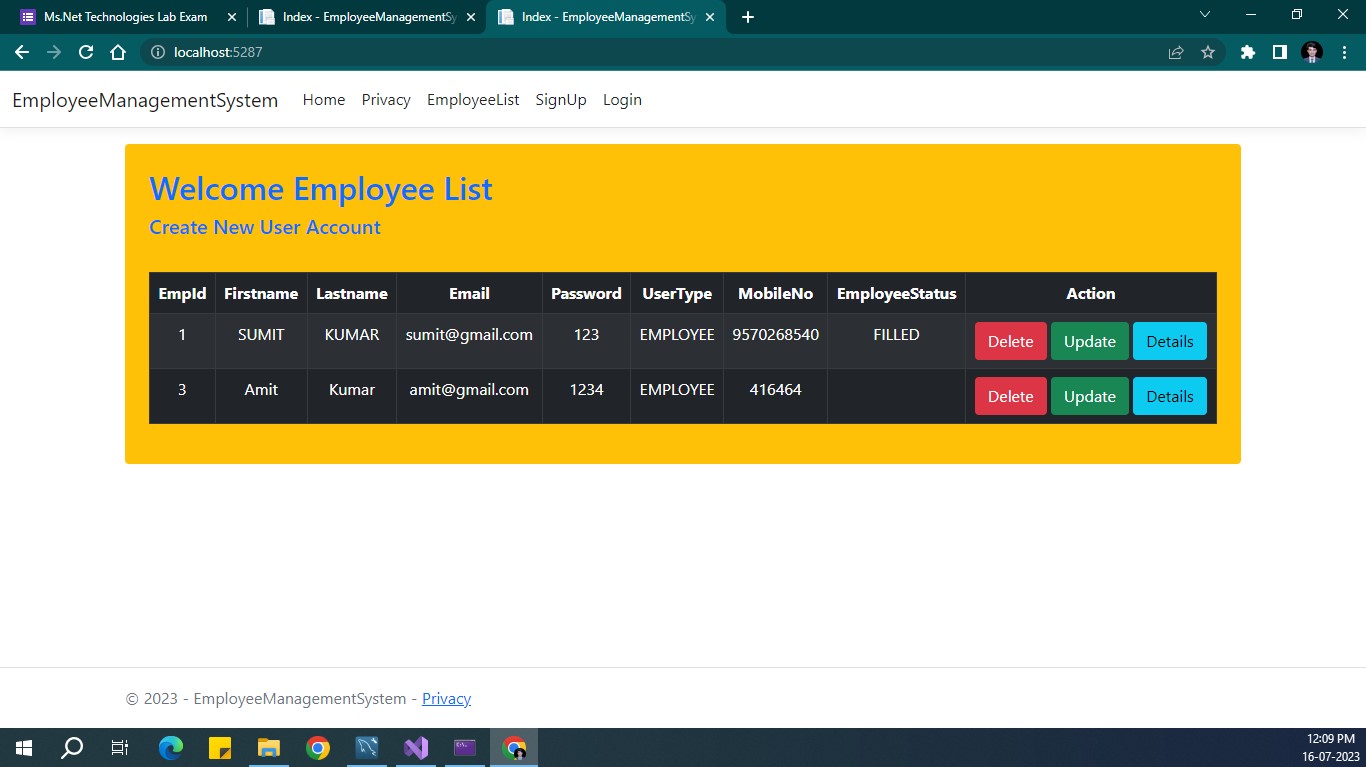 Ms.Net Technologies Lab Exam
Index - EmployeeManagementSy
Index - EmployeeManagementSy
localhost:5287
EmployeeManagementSystem Home Privacy EmployeeList SignUp Login
Welcome Employee List
Create New User Account
EmpId Firstname Lastname Email Password UserType MobileNo EmployeeStatus Action
1 SUMIT KUMAR sumit@gmail.com 123 EMPLOYEE 9570268540 FILLED Delete Update Details
3 Amit Kumar amit@gmail.com 1234 EMPLOYEE 416464 Delete Update Details
© 2023 - EmployeeManagementSystem - Privacy
12:09 PM
16-07-2023